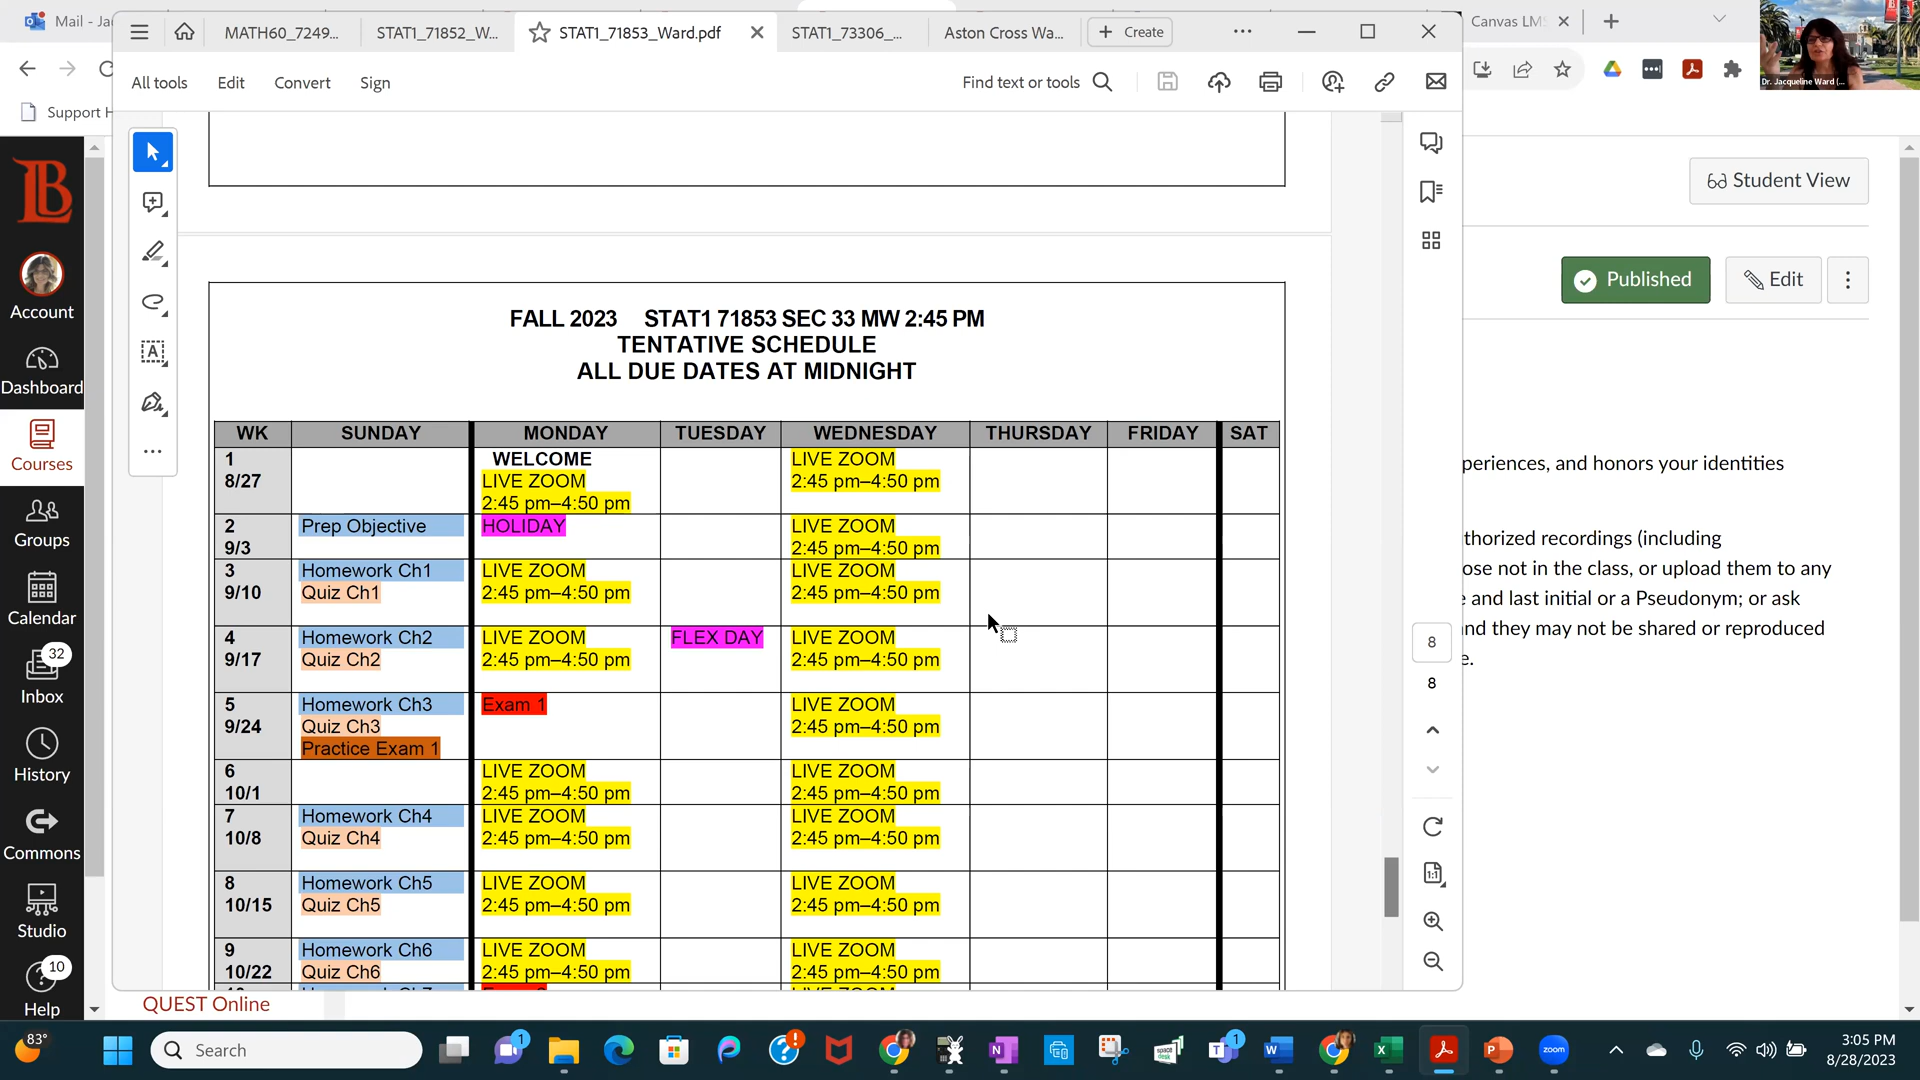 Mail - Ja
MATH60_7249...
STAT1_71852_W...
STAT1_71853_Ward.pdf
STAT1_73306_...
Aston Cross Wa...
Create
Canvas LM
All tools
Edit
Convert
Sign
Find text or tools
Support H
Dr. Jacqueline Ward (...
Student View
Published
Edit
Account
Dashboard
Courses
Groups
Calendar
32
Inbox
History
Commons
Studio
10
Help
FALL 2023 STAT1 71853 SEC 33 MW 2:45 PM
TENTATIVE SCHEDULE
ALL DUE DATES AT MIDNIGHT
WK SUNDAY MONDAY TUESDAY WEDNESDAY THURSDAY FRIDAY SAT
1 WELCOME LIVE ZOOM
8/27 LIVE ZOOM 2:45 pm–4:50 pm
2:45 pm–4:50 pm
2 Prep Objective HOLIDAY LIVE ZOOM
9/3 2:45 pm–4:50 pm
3 Homework Ch1 LIVE ZOOM LIVE ZOOM
9/10 Quiz Ch1 2:45 pm–4:50 pm 2:45 pm–4:50 pm
4 Homework Ch2 LIVE ZOOM FLEX DAY LIVE ZOOM
9/17 Quiz Ch2 2:45 pm–4:50 pm 2:45 pm–4:50 pm
5 Homework Ch3 Exam 1 LIVE ZOOM
9/24 Quiz Ch3 2:45 pm–4:50 pm
Practice Exam 1
6 LIVE ZOOM LIVE ZOOM
10/1 2:45 pm–4:50 pm 2:45 pm–4:50 pm
7 Homework Ch4 LIVE ZOOM LIVE ZOOM
10/8 Quiz Ch4 2:45 pm–4:50 pm 2:45 pm–4:50 pm
8 Homework Ch5 LIVE ZOOM LIVE ZOOM
10/15 Quiz Ch5 2:45 pm–4:50 pm 2:45 pm–4:50 pm
9 Homework Ch6 LIVE ZOOM LIVE ZOOM
10/22 Quiz Ch6 2:45 pm–4:50 pm 2:45 pm–4:50 pm
8
8
1:1
periences, and honors your identities
thorized recordings (including
ose not in the class, or upload them to any
e and last initial or a Pseudonym; or ask
nd they may not be shared or reproduced
e.
QUEST Online
83°
Search
1
1
zoom
3:05 PM
8/28/2023